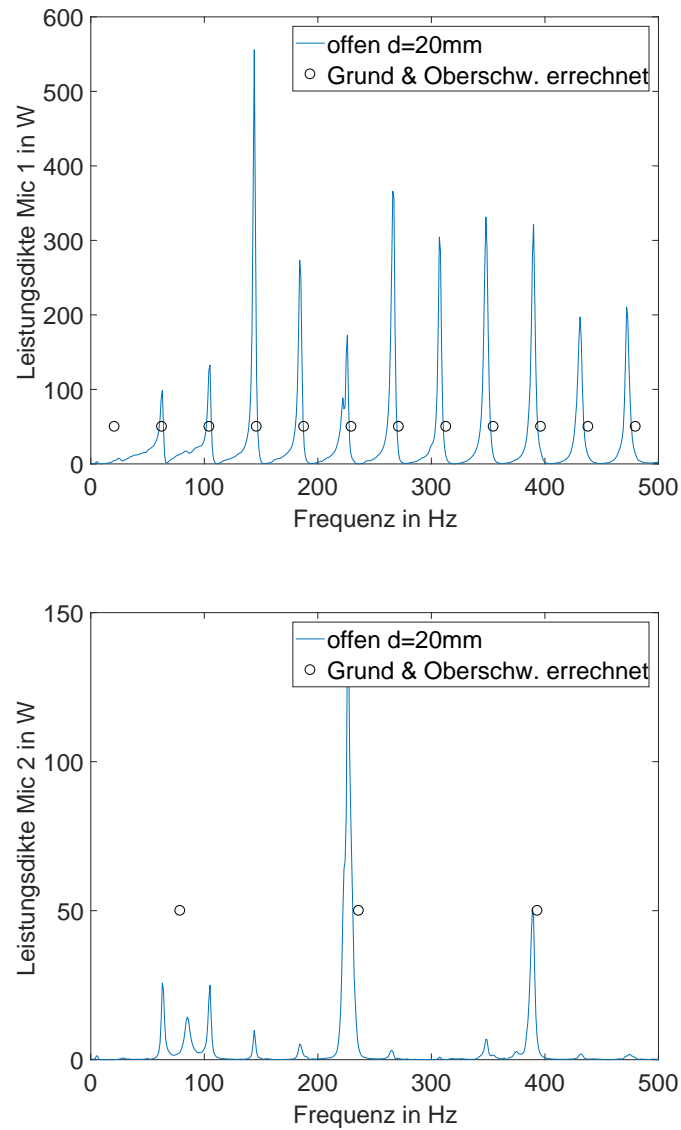 600
500
400
300
200
100
0
Leistungsdikte Mic 1 in W
offen d=20mm
Grund & Oberschw. errechnet
0 100 200 300 400 500
Frequenz in Hz
150
100
50
0
Leistungsdikte Mic 2 in W
offen d=20mm
Grund & Oberschw. errechnet
0 100 200 300 400 500
Frequenz in Hz